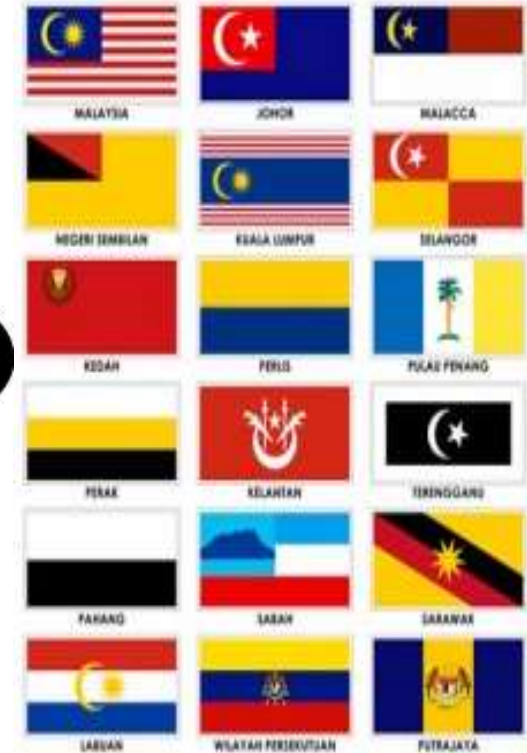 MALAYSIA
JOHOR
MALACCA
NEGERI SEMBILAN
KUALA LUMPUR
SELANGOR
KEDAH
PERLIS
PULAU PENANG
PERAK
KELANTAN
TERENGGANU
PAHANG
SABAH
SARAWAK
LABUAN
WILAYAH PERSEKUTUAN
PUTRAJAYA